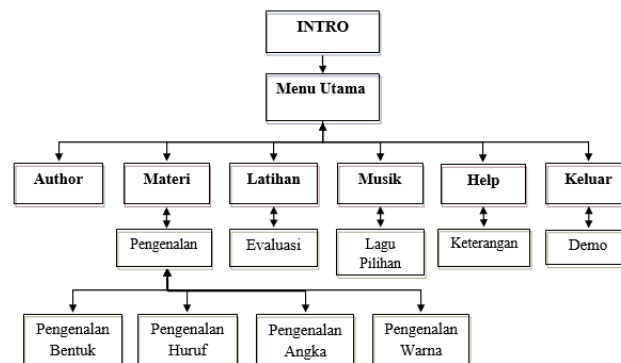 INTRO
Menu Utama
Author
Materi
Latihan
Musik
Help
Keluar
Pengenalan
Evaluasi
Lagu
Pilihan
Keterangan
Demo
Pengenalan
Bentuk
Pengenalan
Huruf
Pengenalan
Angka
Pengenalan
Warna